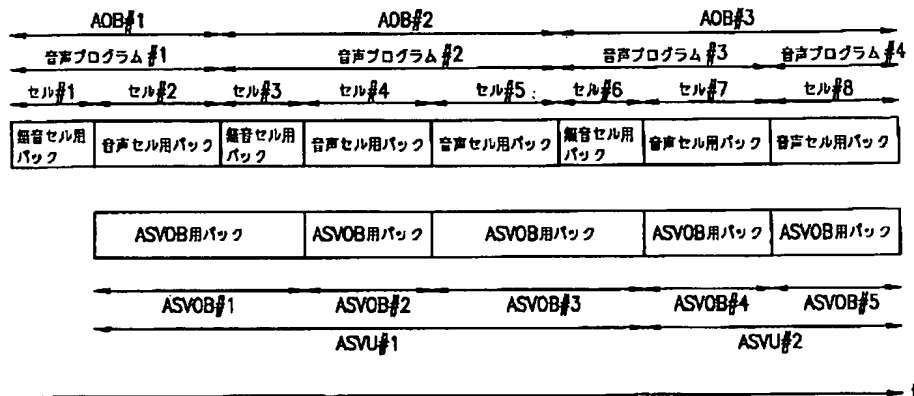 AOB#1 AOB#2 AOB#3
音声プログラム#1 音声プログラム#2 音声プログラム#3 音声プログラム#4
セル#1 セル#2 セル#3 セル#4 セル#5 セル#6 セル#7 セル#8
無音セル用パック 音声セル用パック 無音セル用パック 音声セル用パック 音声セル用パック 無音セル用パック 音声セル用パック 音声セル用パック
ASVOB用パック ASVOB用パック ASVOB用パック ASVOB用パック ASVOB用パック
ASVOB#1 ASVOB#2 ASVOB#3 ASVOB#4 ASVOB#5
ASVU#1 ASVU#2
t